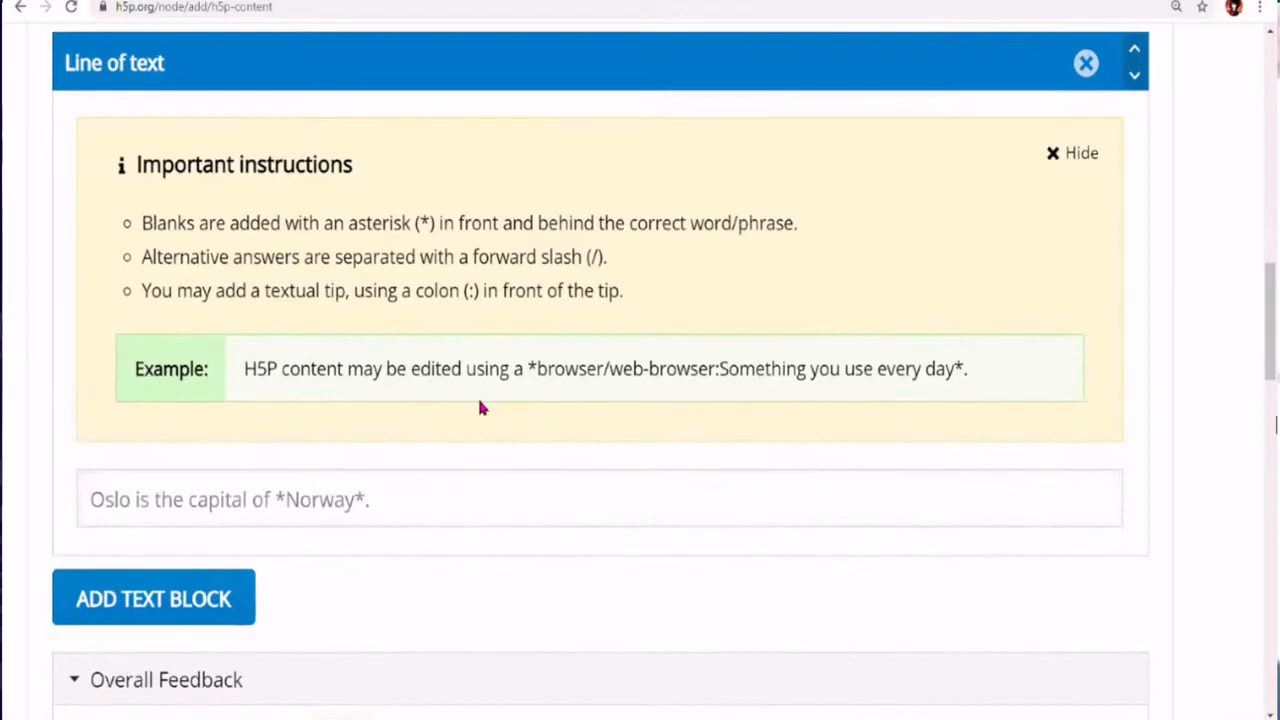 h5p.org/node/add/h5p-content
Line of text
Important instructions
Hide
Blanks are added with an asterisk (*) in front and behind the correct word/phrase.
Alternative answers are separated with a forward slash (/).
You may add a textual tip, using a colon (:) in front of the tip.
Example: H5P content may be edited using a *browser/web-browser:Something you use every day*.
Oslo is the capital of *Norway*.
ADD TEXT BLOCK
Overall Feedback